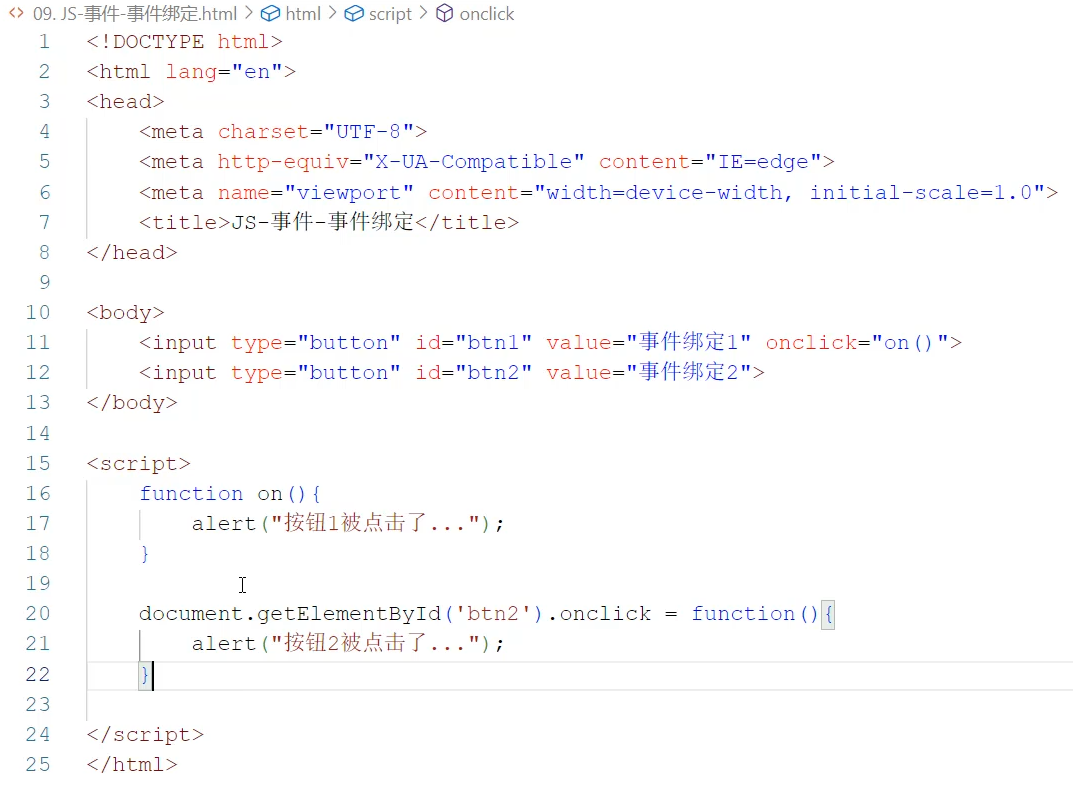 09. JS-事件-事件绑定.html > html > script > onclick
1 <!DOCTYPE html>
2 <html lang="en">
3 <head>
4     <meta charset="UTF-8">
5     <meta http-equiv="X-UA-Compatible" content="IE=edge">
6     <meta name="viewport" content="width=device-width, initial-scale=1.0">
7     <title>JS-事件-事件绑定</title>
8 </head>
9
10 <body>
11     <input type="button" id="btn1" value="事件绑定1" onclick="on()">
12     <input type="button" id="btn2" value="事件绑定2">
13 </body>
14
15 <script>
16     function on(){
17         alert("按钮1被点击了...");
18     }
19
20     document.getElementById('btn2').onclick = function(){
21         alert("按钮2被点击了...");
22     }
23
24 </script>
25 </html>